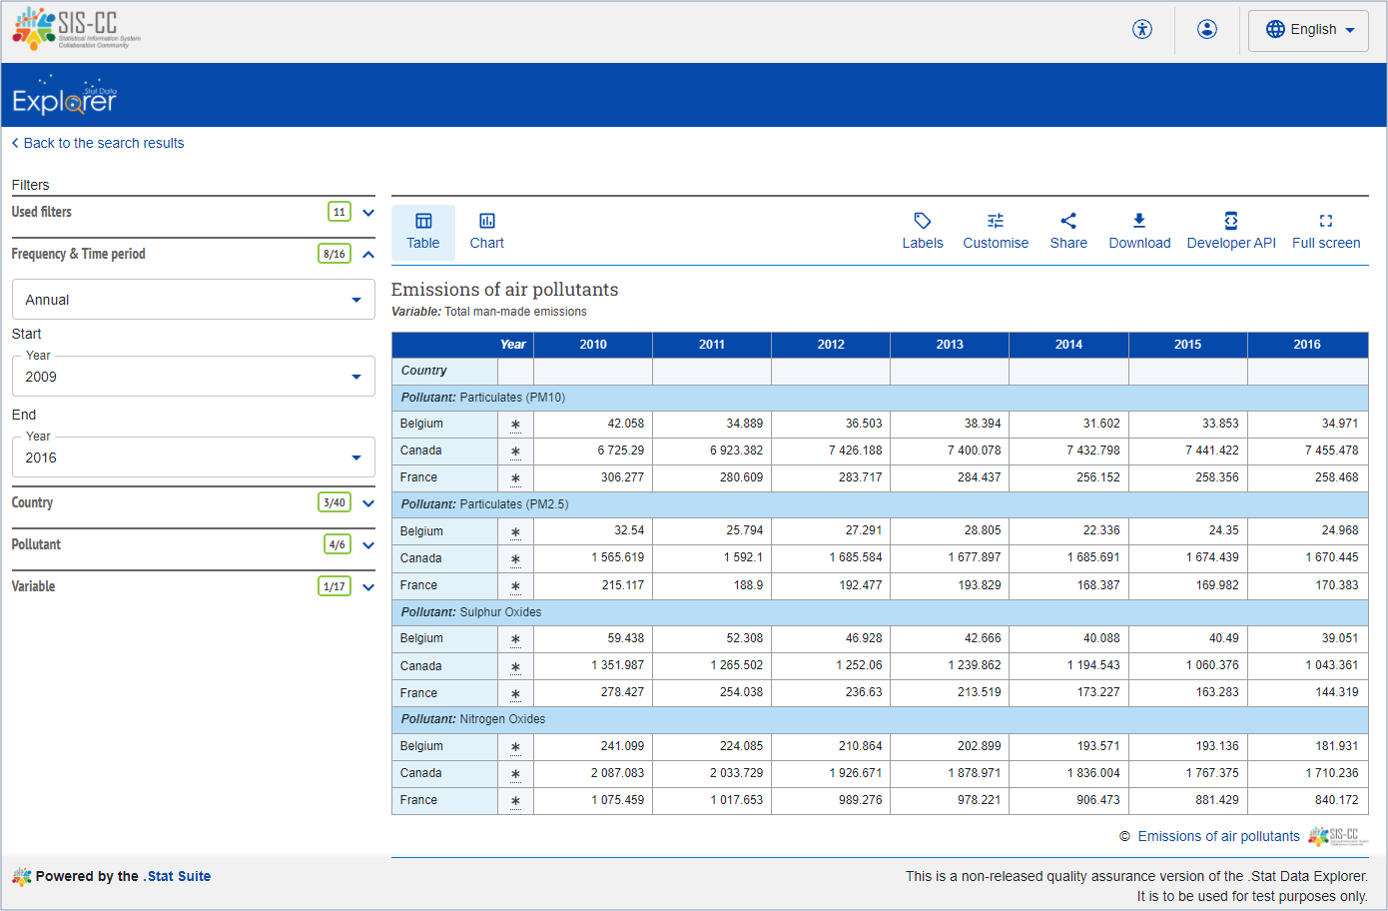 SIS-CC
Statistical Information System
Collaboration Community
English
Stat Data
Explorer
Back to the search results
Filters
Used filters 11
Frequency & Time period 8/16
Annual
Start
Year
2009
End
Year
2016
Country 3/40
Pollutant 4/6
Variable 1/17
Table Chart Labels Customise Share Download Developer API Full screen
Emissions of air pollutants
Variable: Total man-made emissions
Year 2010 2011 2012 2013 2014 2015 2016
Country
Pollutant: Particulates (PM10)
Belgium * 42.058 34.889 36.503 38.394 31.602 33.853 34.971
Canada * 6 725.29 6 923.382 7 426.188 7 400.078 7 432.798 7 441.422 7 455.478
France * 306.277 280.609 283.717 284.437 256.152 258.356 258.468
Pollutant: Particulates (PM2.5)
Belgium * 32.54 25.794 27.291 28.805 22.336 24.35 24.968
Canada * 1 565.619 1 592.1 1 685.584 1 677.897 1 685.691 1 674.439 1 670.445
France * 215.117 188.9 192.477 193.829 168.387 169.982 170.383
Pollutant: Sulphur Oxides
Belgium * 59.438 52.308 46.928 42.666 40.088 40.49 39.051
Canada * 1 351.987 1 265.502 1 252.06 1 239.862 1 194.543 1 060.376 1 043.361
France * 278.427 254.038 236.63 213.519 173.227 163.283 144.319
Pollutant: Nitrogen Oxides
Belgium * 241.099 224.085 210.864 202.899 193.571 193.136 181.931
Canada * 2 087.083 2 033.729 1 926.671 1 878.971 1 836.004 1 767.375 1 710.236
France * 1 075.459 1 017.653 989.276 978.221 906.473 881.429 840.172
© Emissions of air pollutants SIS-CC
Powered by the .Stat Suite
This is a non-released quality assurance version of the .Stat Data Explorer.
It is to be used for test purposes only.